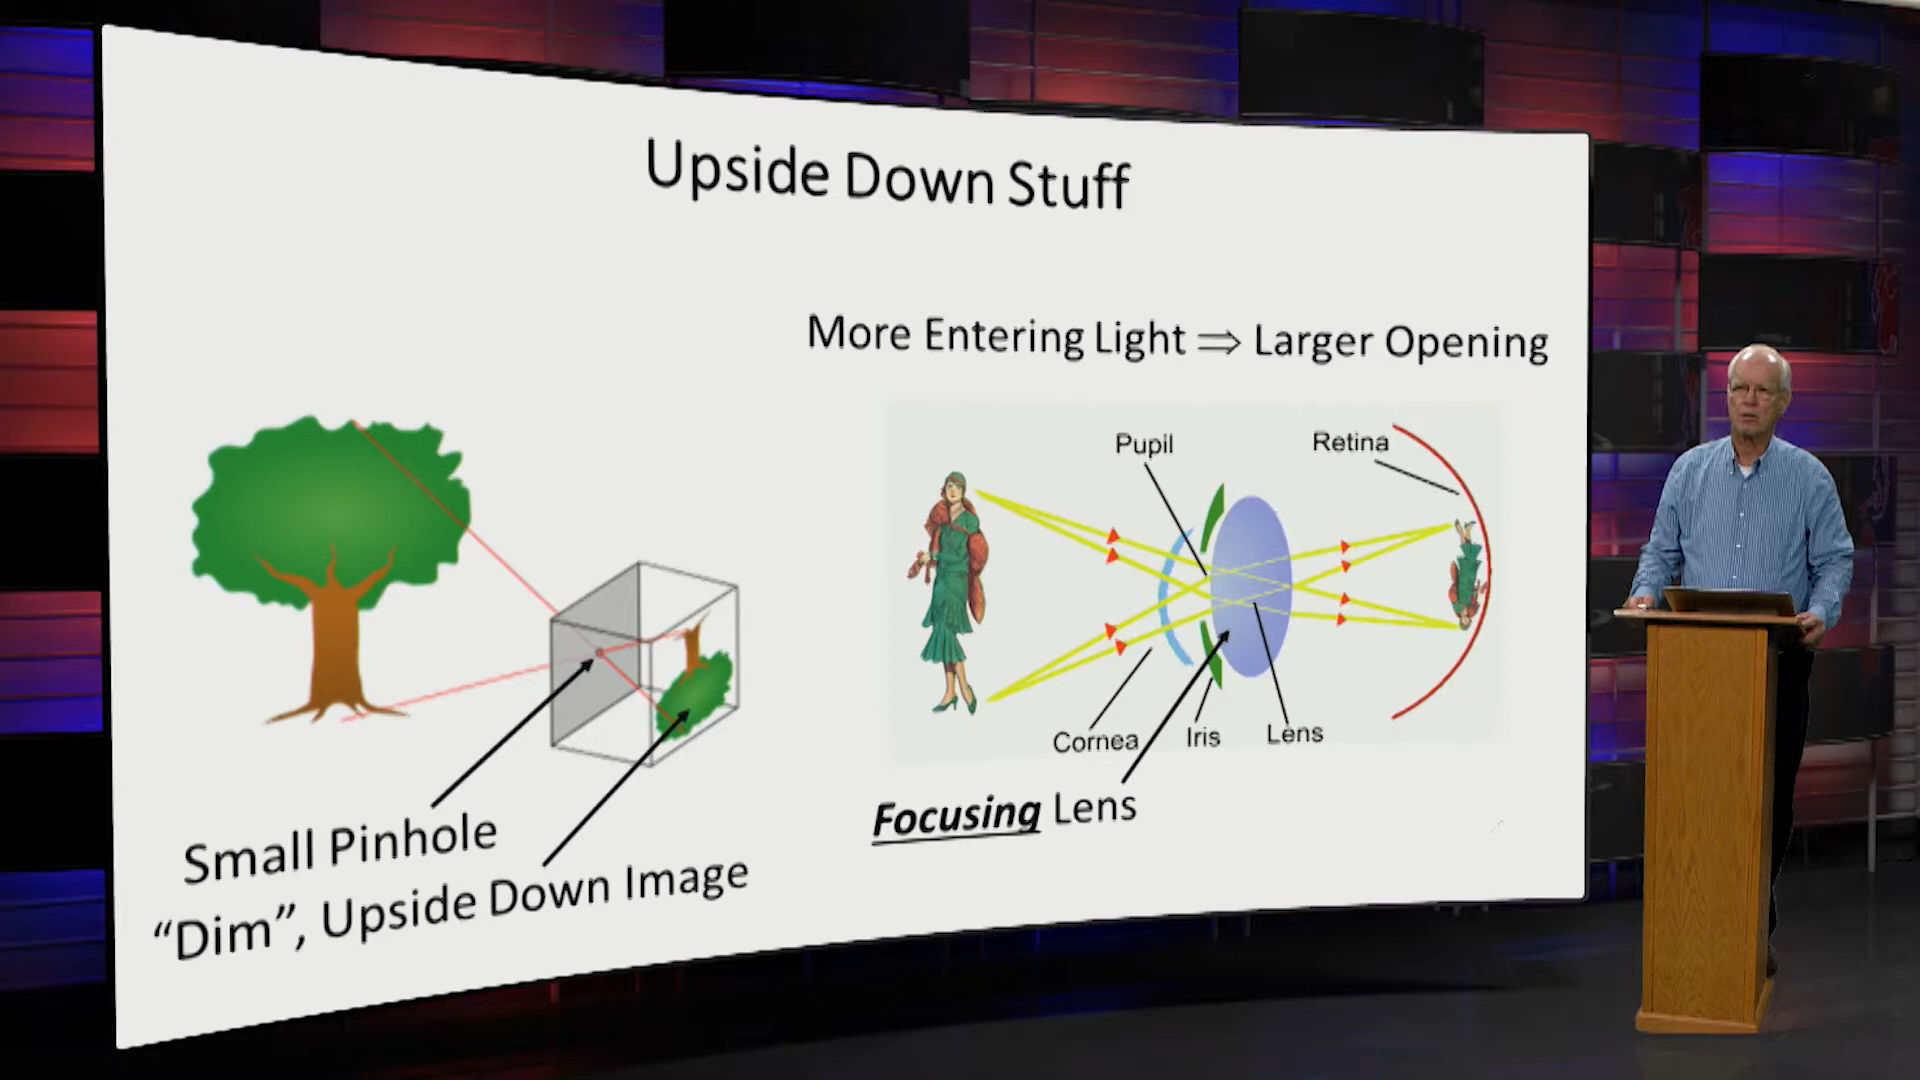 Upside Down Stuff
More Entering Light ⇒ Larger Opening
Pupil
Retina
Cornea
Iris
Lens
Focusing Lens
Small Pinhole
“Dim”, Upside Down Image